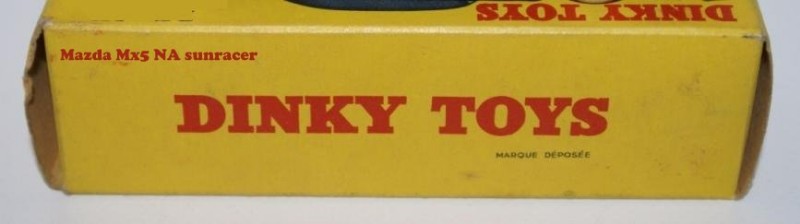 DINKY TOYS
Mazda Mx5 NA sunracer
DINKY TOYS
MARQUE DÉPOSÉE